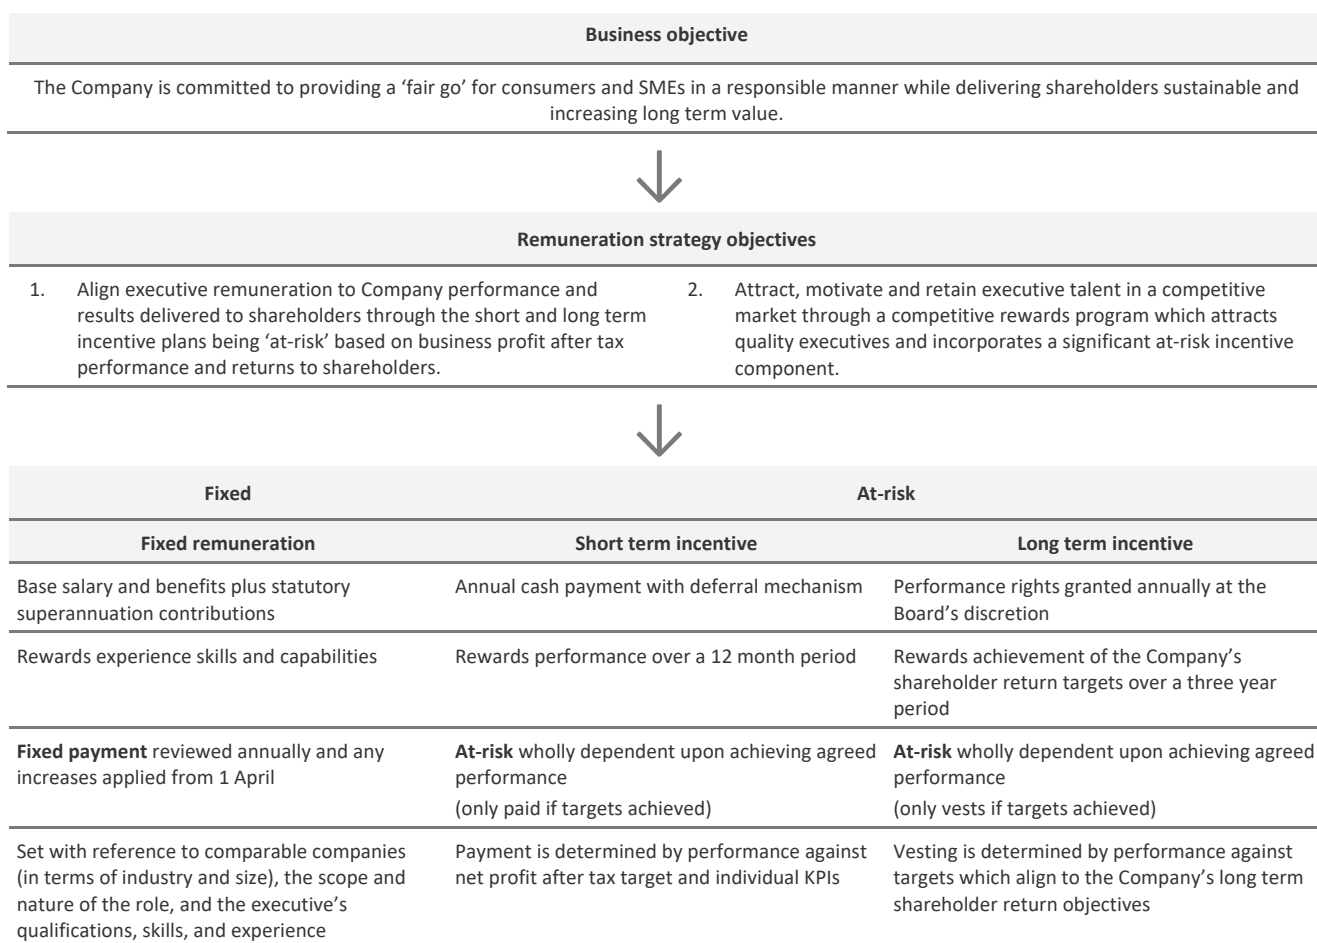 Business objective
The Company is committed to providing a ‘fair go’ for consumers and SMEs in a responsible manner while delivering shareholders sustainable and
increasing long term value.
Remuneration strategy objectives
1. Align executive remuneration to Company performance and
results delivered to shareholders through the short and long term
incentive plans being ‘at-risk’ based on business profit after tax
performance and returns to shareholders.
2. Attract, motivate and retain executive talent in a competitive
market through a competitive rewards program which attracts
quality executives and incorporates a significant at-risk incentive
component.
Fixed
At-risk
Fixed remuneration
Short term incentive
Long term incentive
Base salary and benefits plus statutory
superannuation contributions
Annual cash payment with deferral mechanism
Performance rights granted annually at the
Board’s discretion
Rewards experience skills and capabilities
Rewards performance over a 12 month period
Rewards achievement of the Company’s
shareholder return targets over a three year
period
Fixed payment reviewed annually and any
increases applied from 1 April
At-risk wholly dependent upon achieving agreed
performance
(only paid if targets achieved)
At-risk wholly dependent upon achieving agreed
performance
(only vests if targets achieved)
Set with reference to comparable companies
(in terms of industry and size), the scope and
nature of the role, and the executive’s
qualifications, skills, and experience
Payment is determined by performance against
net profit after tax target and individual KPIs
Vesting is determined by performance against
targets which align to the Company’s long term
shareholder return objectives